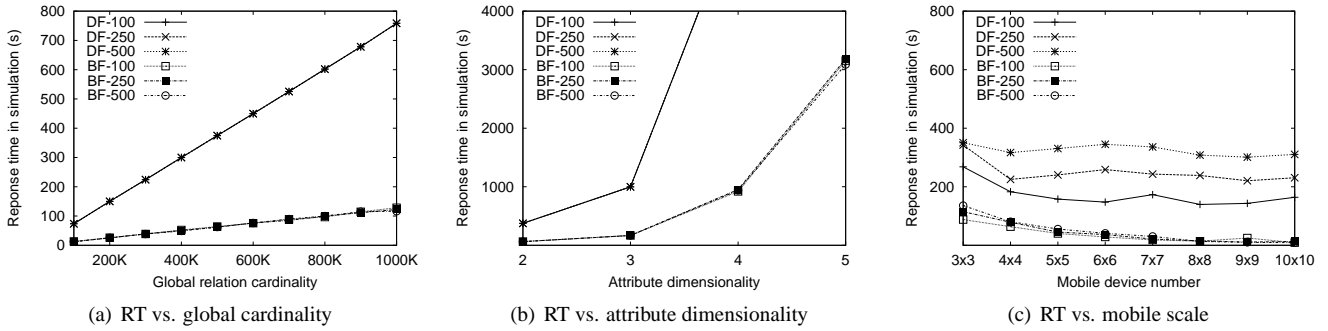 Reponse time in simulation (s)
800
700
600
500
400
300
200
100
0
DF-100
DF-250
DF-500
BF-100
BF-250
BF-500
200K 400K 600K 800K 1000K
Global relation cardinality
(a) RT vs. global cardinality
Reponse time in simulation (s)
4000
3000
1000
0
DF-100
DF-250
DF-500
BF-100
BF-250
BF-500
2 3 4 5
Attribute dimensionality
(b) RT vs. attribute dimensionality
Reponse time in simulation (s)
800
600
400
200
DF-100
DF-250
DF-500
BF-100
BF-250
BF-500
3x3 4x4 5x5 6x6 7x7 8x8 9x9 10x10
Mobile device number
(c) RT vs. mobile scale